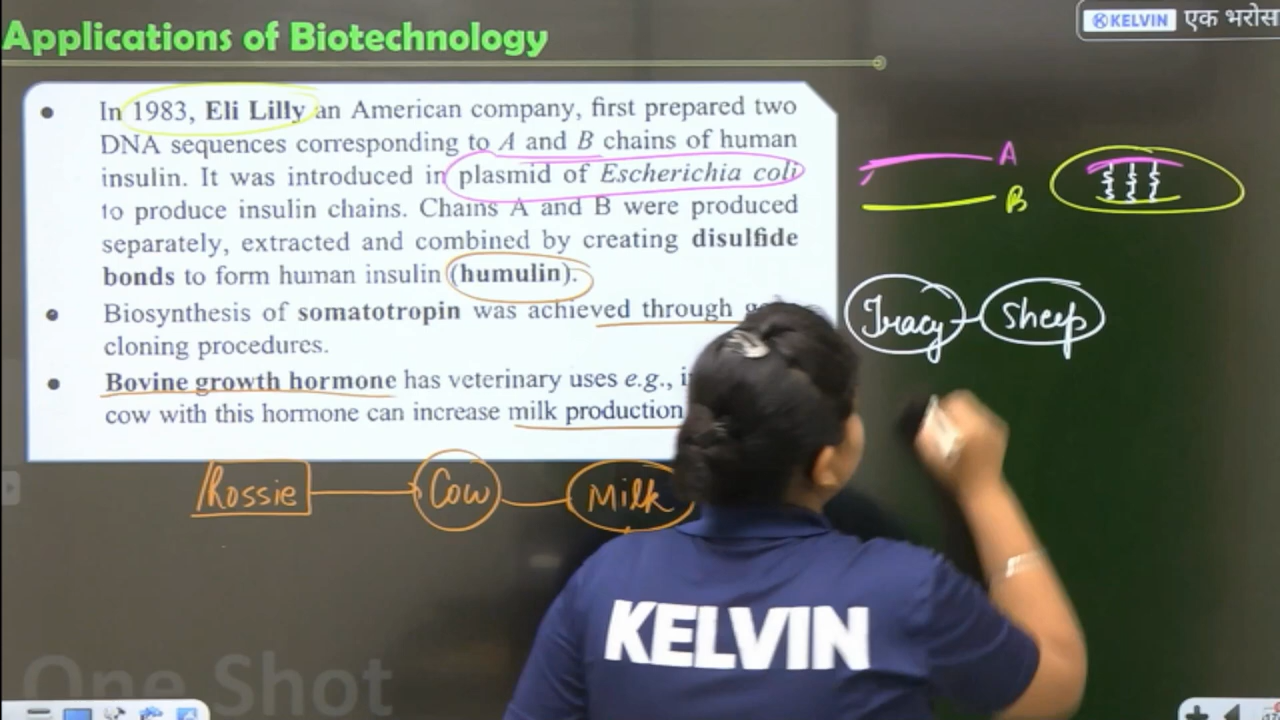 Applications of Biotechnology
KELVIN एक भरोस
• In 1983, Eli Lilly an American company, first prepared two
DNA sequences corresponding to A and B chains of human
insulin. It was introduced in plasmid of Escherichia coli
to produce insulin chains. Chains A and B were produced
separately, extracted and combined by creating disulfide
bonds to form human insulin (humulin).
• Biosynthesis of somatotropin was achieved through
cloning procedures.
• Bovine growth hormone has veterinary uses e.g.,
cow with this hormone can increase milk production
A
B
Tracy - Sheep
Rossie Cow Milk
KELVIN
One Shot